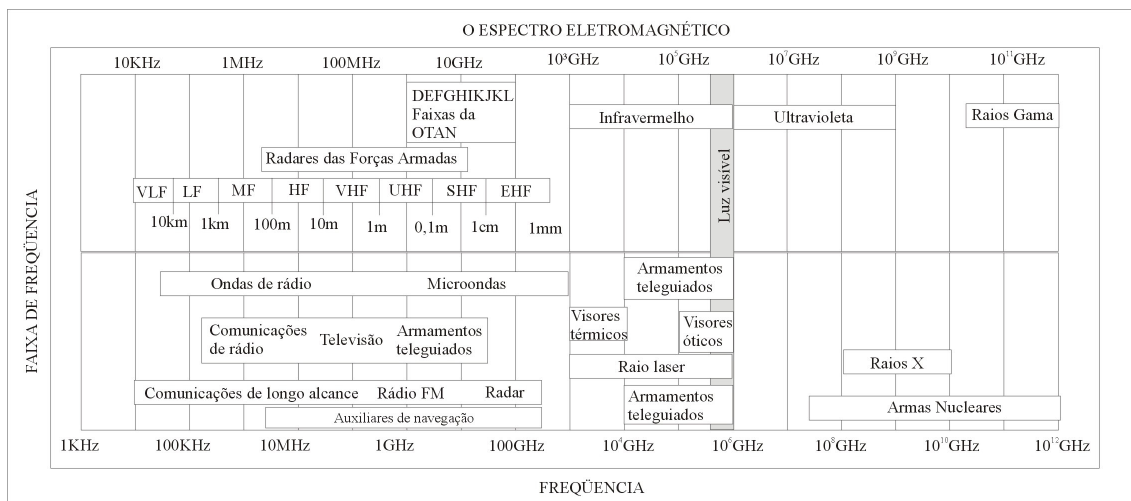 O ESPECTRO ELETROMAGNÉTICO
10KHz 1MHz 100MHz 10GHz 10³GHz 10⁵GHz 10⁷GHz 10⁹GHz 10¹¹GHz
DEFGHIKJKL
Faixas da
OTAN
Infravermelho
Ultravioleta
Raios Gama
Radares das Forças Armadas
Luz visível
VLF LF MF HF VHF UHF SHF EHF
10km 1km 100m 10m 1m 0,1m 1cm 1mm
FAIXA DE FREQÜENCIA
Ondas de rádio Microondas
Armamentos
teleguiados
Comunicações
de rádio
Televisão
Armamentos
teleguiados
Visores
térmicos
Visores
óticos
Raio laser
Raios X
Comunicações de longo alcance Rádio FM Radar
Armamentos
teleguiados
Armas Nucleares
Auxiliares de navegação
1KHz 100KHz 10MHz 1GHz 100GHz 10⁴GHz 10⁶GHz 10⁸GHz 10¹⁰GHz 10¹²GHz
FREQÜENCIA